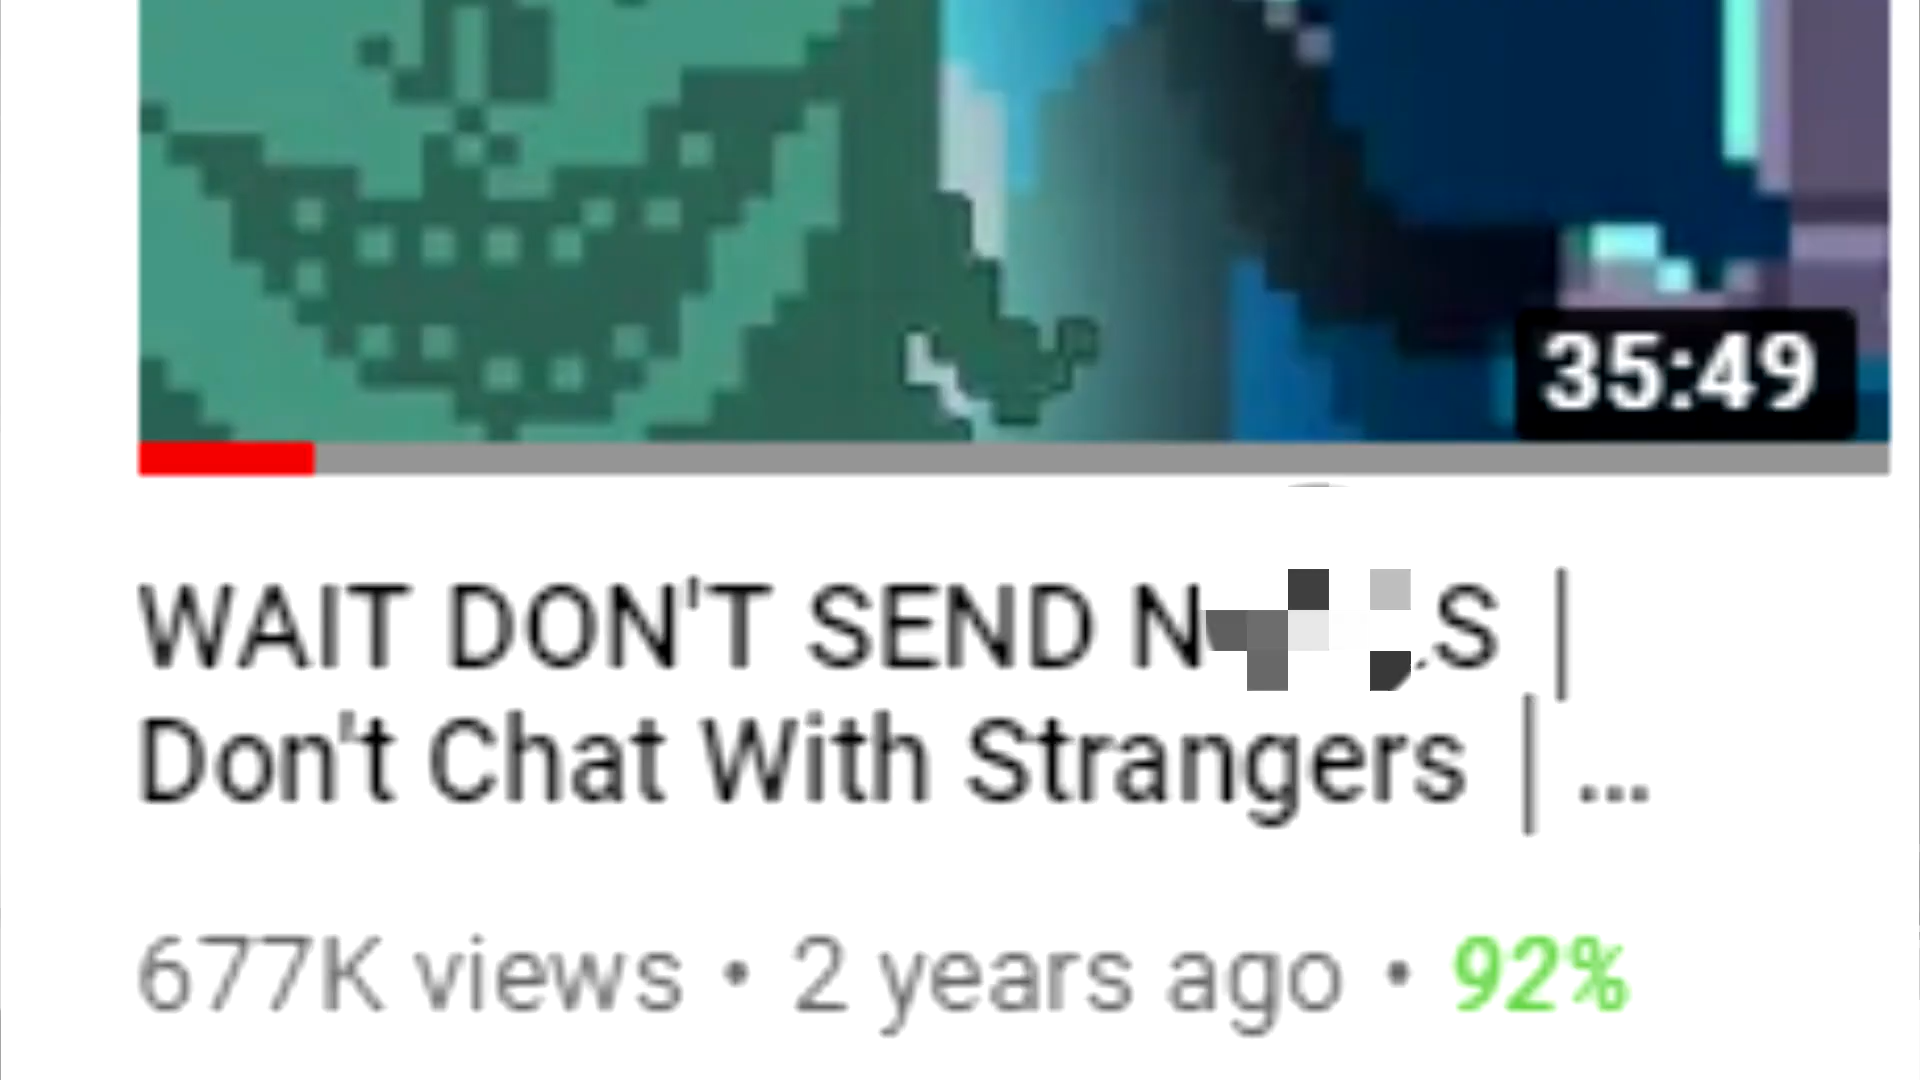 35:49
WAIT DON'T SEND N S |
Don't Chat With Strangers | ...
677K views • 2 years ago • 92%